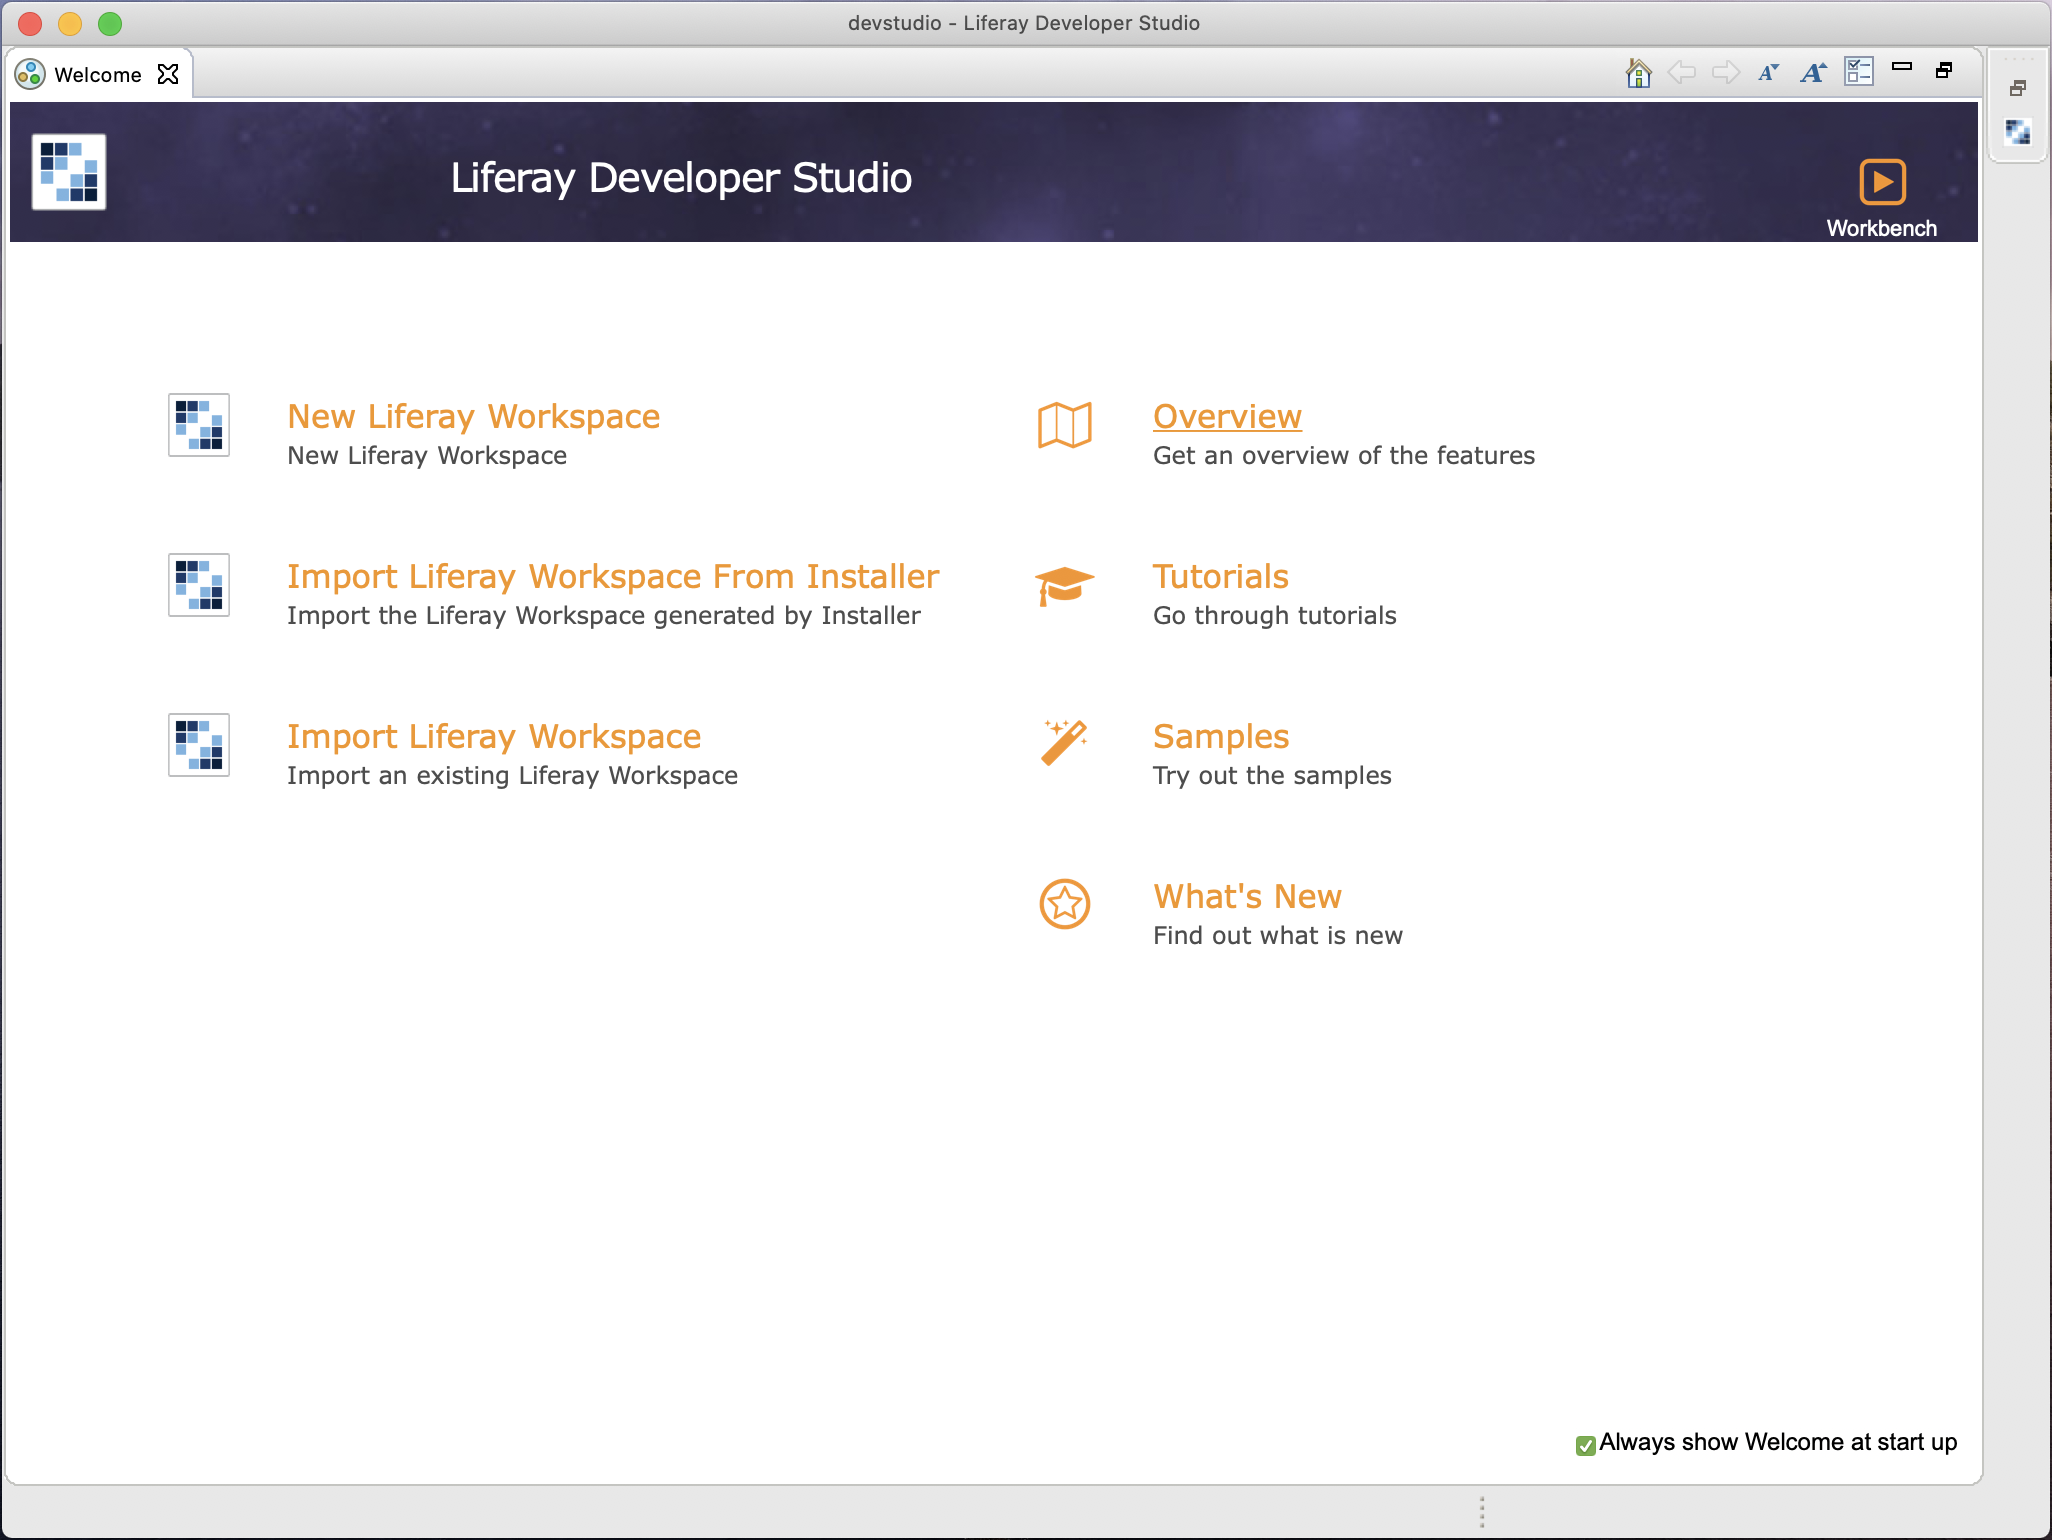 devstudio - Liferay Developer Studio
Welcome
Liferay Developer Studio
Workbench
New Liferay Workspace
New Liferay Workspace
Import Liferay Workspace From Installer
Import the Liferay Workspace generated by Installer
Import Liferay Workspace
Import an existing Liferay Workspace
Overview
Get an overview of the features
Tutorials
Go through tutorials
Samples
Try out the samples
What's New
Find out what is new
Always show Welcome at start up